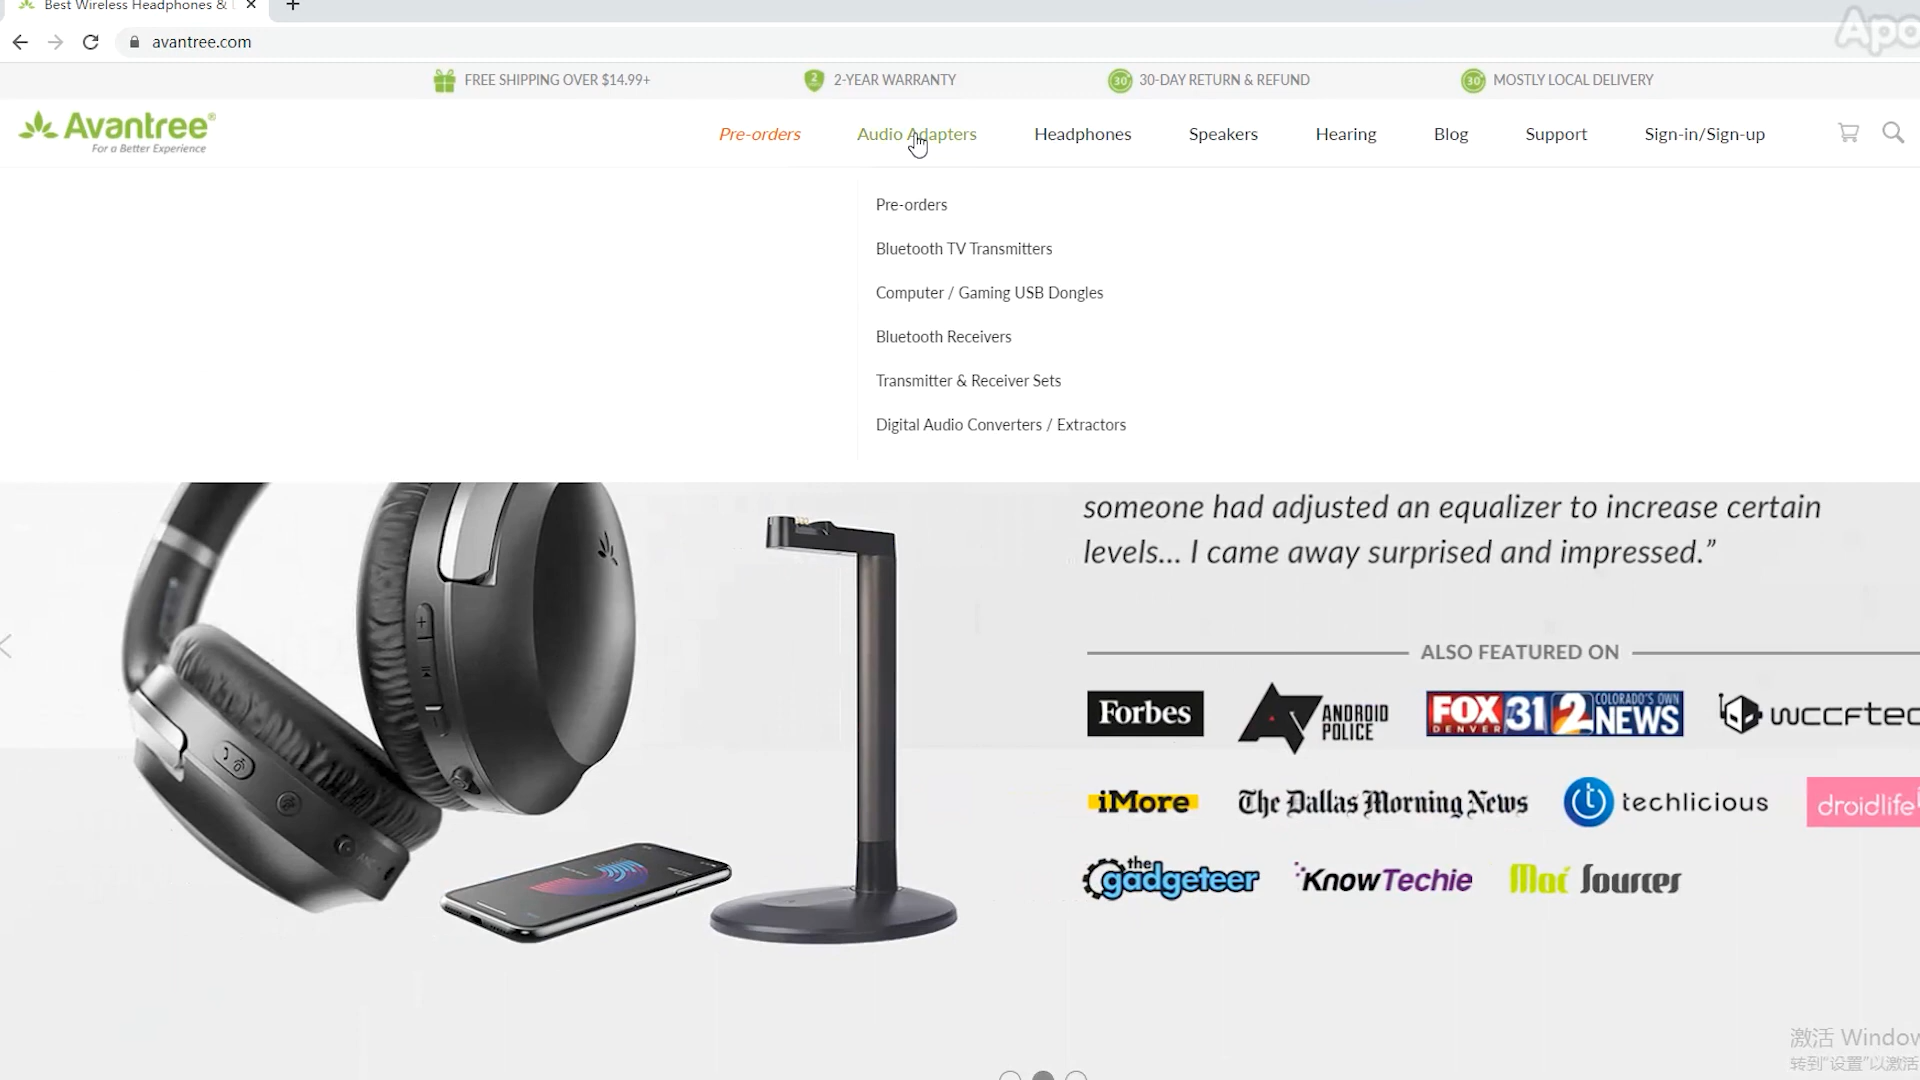 Best Wireless Headphones &
avantree.com
Apo
FREE SHIPPING OVER $14.99+
2-YEAR WARRANTY
30-DAY RETURN & REFUND
MOSTLY LOCAL DELIVERY
Avantree®
For a Better Experience
Pre-orders
Audio Adapters
Headphones
Speakers
Hearing
Blog
Support
Sign-in/Sign-up
Pre-orders
Bluetooth TV Transmitters
Computer / Gaming USB Dongles
Bluetooth Receivers
Transmitter & Receiver Sets
Digital Audio Converters / Extractors
someone had adjusted an equalizer to increase certain
levels... I came away surprised and impressed.”
ALSO FEATURED ON
Forbes
ANDROID
POLICE
FOX 31 2 COLORADO'S OWN
DENVER NEWS
wccftec
iMore
The Dallas Morning News
techlicious
droidlife
the
gadgeteer
KnowTechie
Mac Sources
激活 Window
转到"设置"以激活